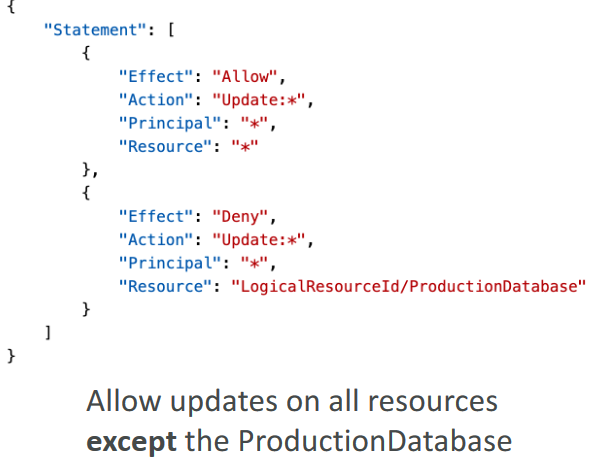 {
    "Statement": [
        {
            "Effect": "Allow",
            "Action": "Update:*",
            "Principal": "*",
            "Resource": "*"
        },
        {
            "Effect": "Deny",
            "Action": "Update:*",
            "Principal": "*",
            "Resource": "LogicalResourceId/ProductionDatabase"
        }
    ]
}
Allow updates on all resources
except the ProductionDatabase